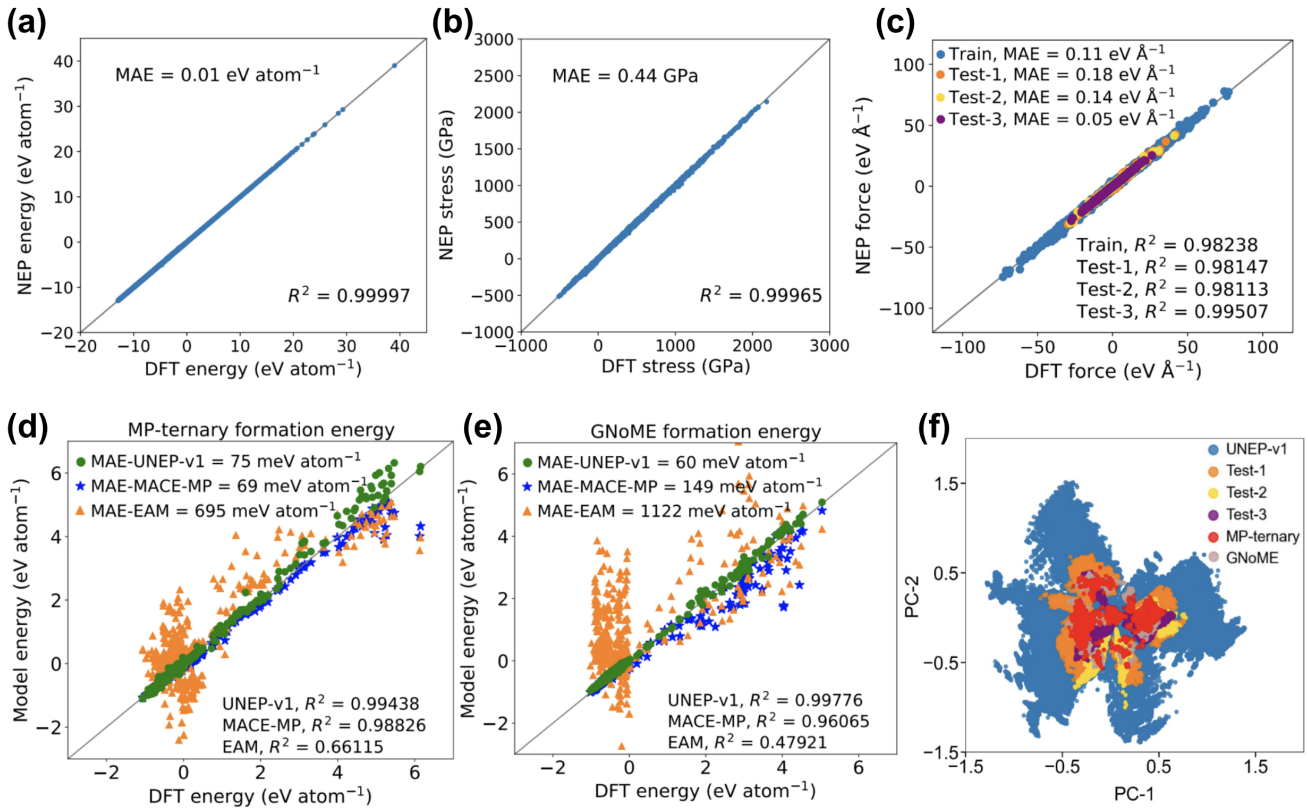 (a)
MAE = 0.01 eV atom⁻¹
R² = 0.99997
NEP energy (eV atom⁻¹)
40
30
20
10
0
−10
−20
−20 −10 0 10 20 30 40
DFT energy (eV atom⁻¹)
(b)
MAE = 0.44 GPa
R² = 0.99965
NEP stress (GPa)
3000
2500
2000
1500
1000
500
0
−500
−1000
−1000 0 1000 2000 3000
DFT stress (GPa)
(c)
Train, MAE = 0.11 eV Å⁻¹
Test-1, MAE = 0.18 eV Å⁻¹
Test-2, MAE = 0.14 eV Å⁻¹
Test-3, MAE = 0.05 eV Å⁻¹
Train, R² = 0.98238
Test-1, R² = 0.98147
Test-2, R² = 0.98113
Test-3, R² = 0.99507
NEP force (eV Å⁻¹)
100
50
0
−50
−100
−100 −50 0 50 100
DFT force (eV Å⁻¹)
(d)
MP-ternary formation energy
MAE-UNEP-v1 = 75 meV atom⁻¹
MAE-MACE-MP = 69 meV atom⁻¹
MAE-EAM = 695 meV atom⁻¹
UNEP-v1, R² = 0.99438
MACE-MP, R² = 0.98826
EAM, R² = 0.66115
Model energy (eV atom⁻¹)
6
4
2
0
−2
−2 0 2 4 6
DFT energy (eV atom⁻¹)
(e)
GNoME formation energy
MAE-UNEP-v1 = 60 meV atom⁻¹
MAE-MACE-MP = 149 meV atom⁻¹
MAE-EAM = 1122 meV atom⁻¹
UNEP-v1, R² = 0.99776
MACE-MP, R² = 0.96065
EAM, R² = 0.47921
Model energy (eV atom⁻¹)
6
4
2
0
−2
−2 0 2 4 6
DFT energy (eV atom⁻¹)
(f)
UNEP-v1
Test-1
Test-2
Test-3
MP-ternary
GNoME
PC-2
1.5
0.5
−0.5
−1.5
−1.5 −0.5 0.5 1.5
PC-1